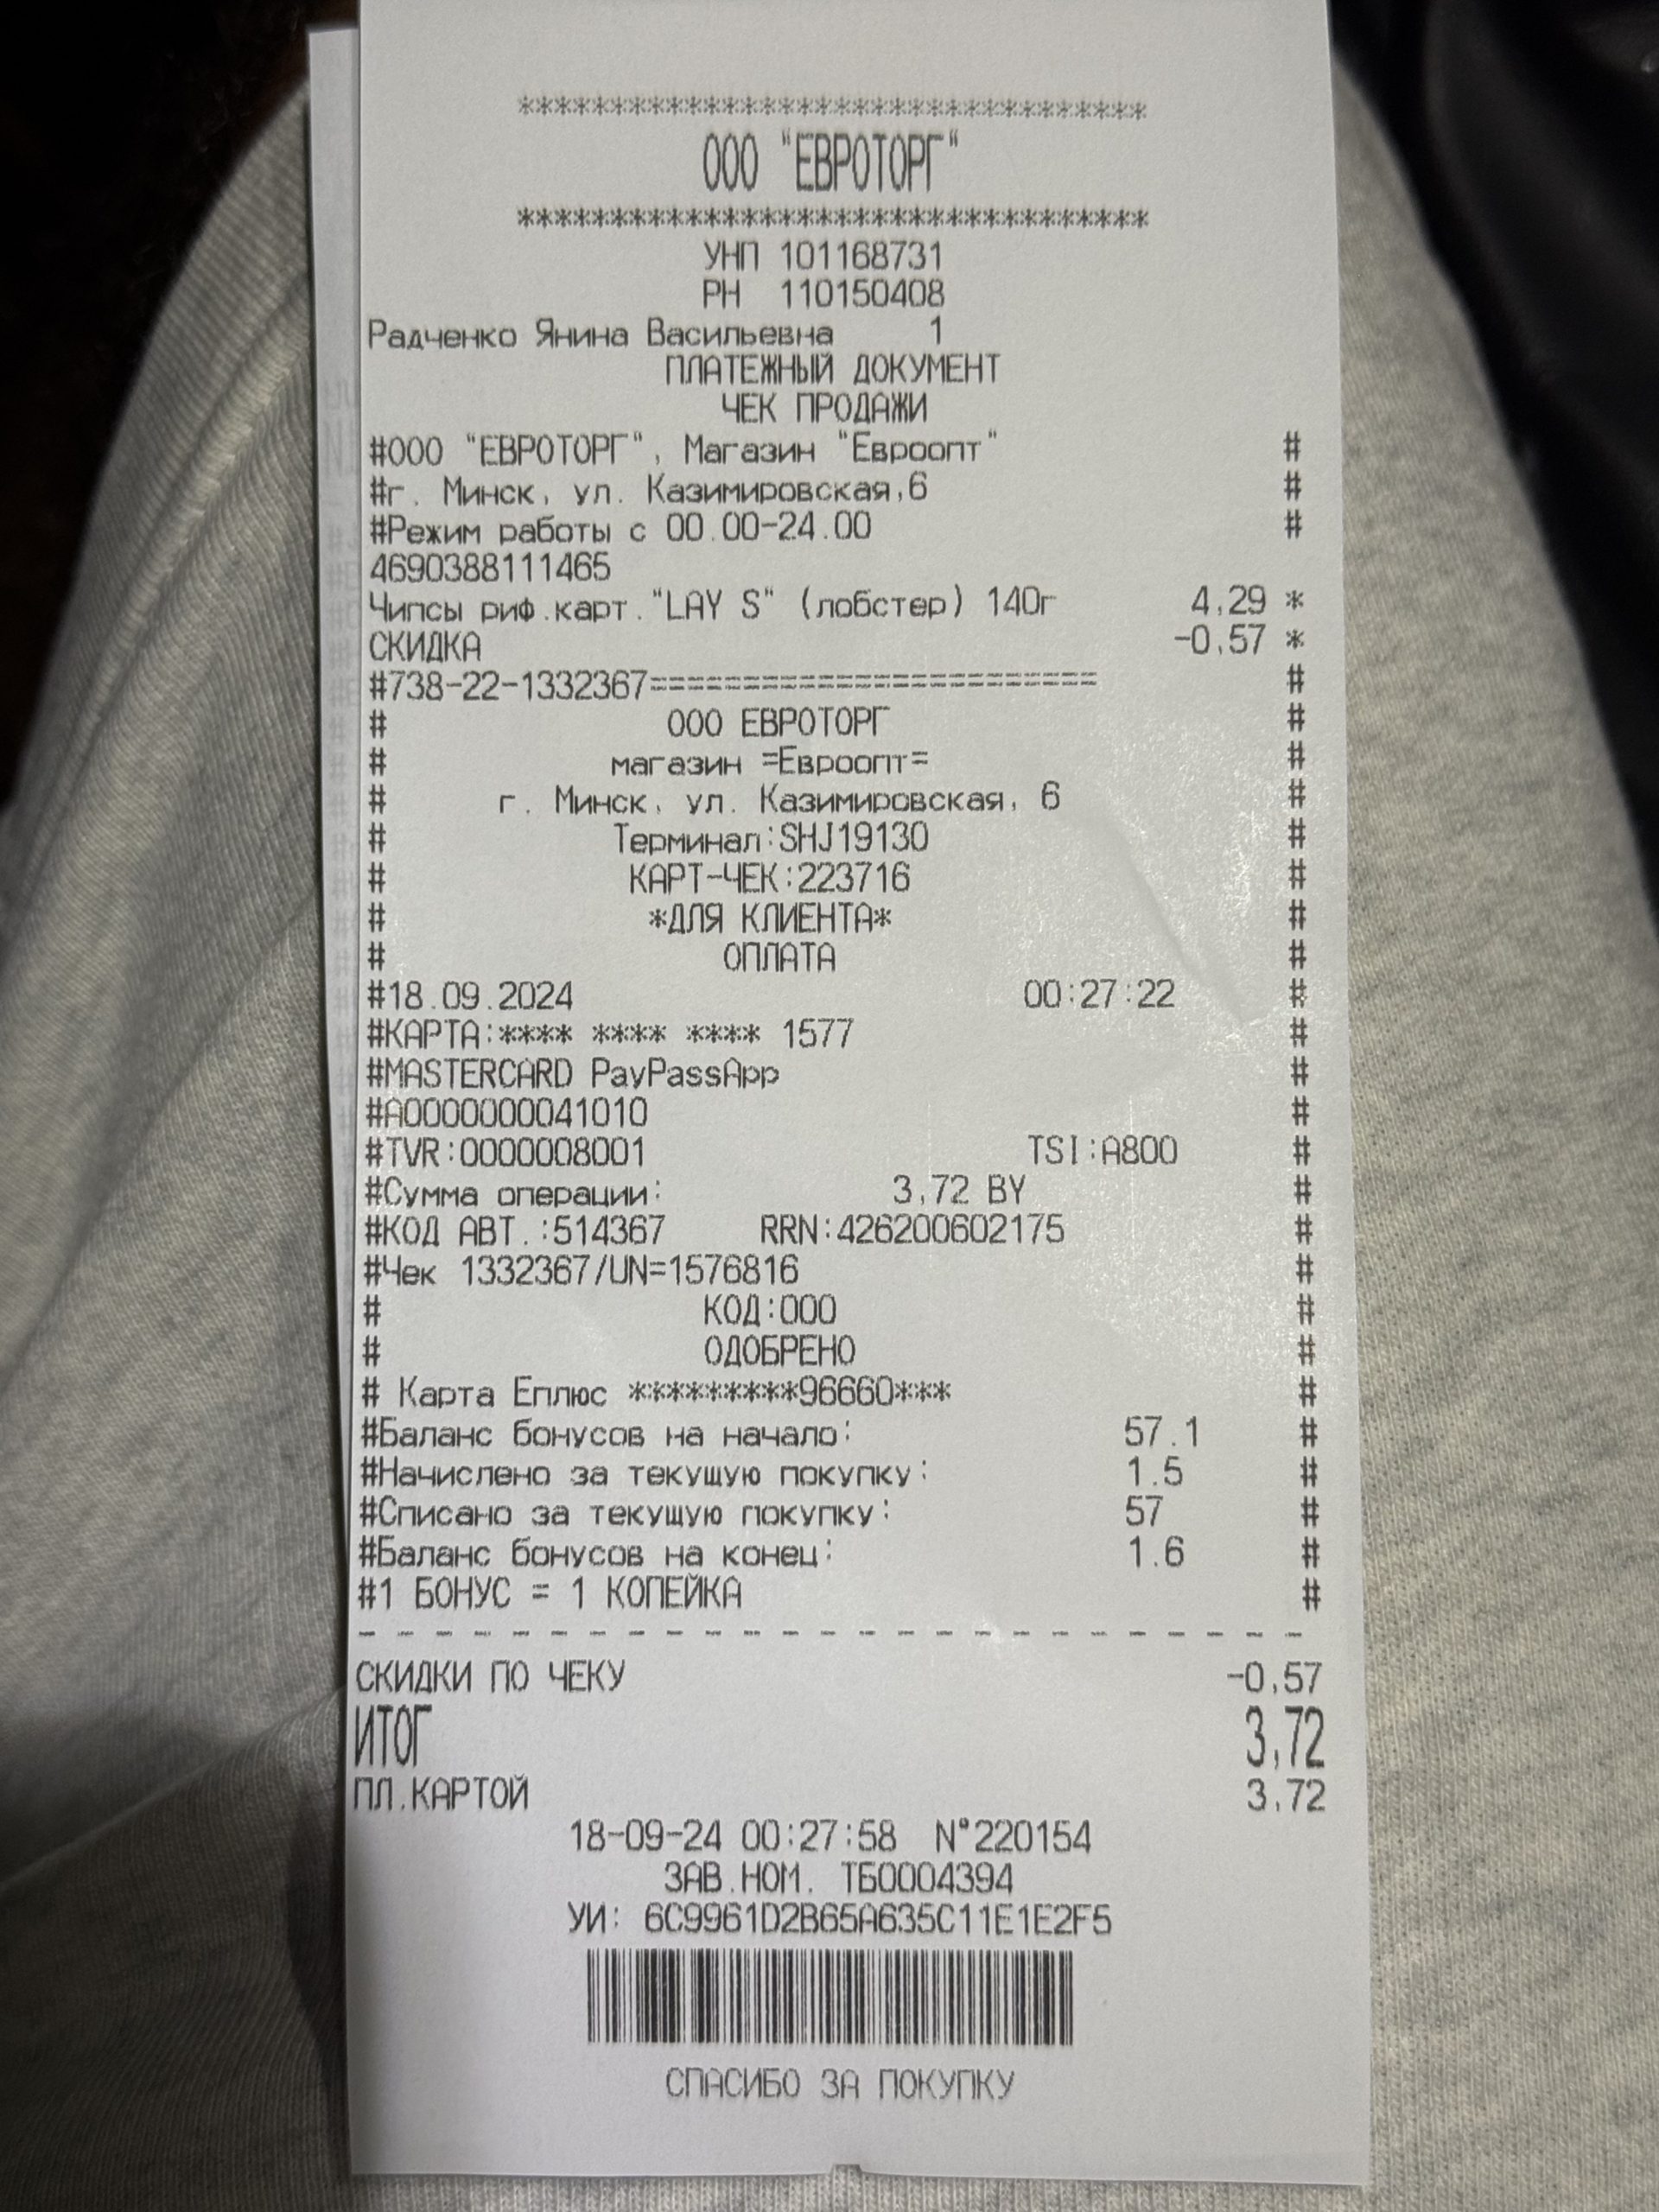 **********************************
ООО "ЕВРОТОРГ"
**********************************
УНП 101168731
РН 110150408
Радченко Янина Васильевна 1
ПЛАТЕЖНЫЙ ДОКУМЕНТ
ЧЕК ПРОДАЖИ
#ООО "ЕВРОТОРГ", Магазин "Евроопт" #
#г. Минск, ул. Казимировская,6 #
#Режим работы с 00.00-24.00 #
4690388111465
Чипсы риф.карт."LAY S" (лобстер) 140г 4,29 *
СКИДКА -0,57 *
#738-22-1332367======================== #
# ООО ЕВРОТОРГ #
# магазин =Евроопт= #
# г. Минск, ул. Казимировская, 6 #
# Терминал:SHJ19130 #
# КАРТ-ЧЕК:223716 #
# *ДЛЯ КЛИЕНТА* #
# ОПЛАТА #
#18.09.2024 00:27:22 #
#КАРТА:**** **** **** 1577 #
#MASTERCARD PayPassApp #
#A0000000041010 #
#TVR:0000008001 TSI:A800 #
#Сумма операции: 3,72 BY #
#КОД АВТ.:514367 RRN:426200602175 #
#Чек 1332367/UN=1576816 #
# КОД:000 #
# ОДОБРЕНО #
# Карта Еплюс *********96660*** #
#Баланс бонусов на начало: 57.1 #
#Начислено за текущую покупку: 1.5 #
#Списано за текущую покупку: 57 #
#Баланс бонусов на конец: 1.6 #
#1 БОНУС = 1 КОПЕЙКА #
- - - - - - - - - - - - - - - - - - - - - - - - -
СКИДКИ ПО ЧЕКУ -0,57
ИТОГ 3,72
ПЛ.КАРТОЙ 3,72
18-09-24 00:27:58 N°220154
ЗАВ.НОМ. ТБ0004394
УИ: 6C9961D2B65A635C11E1E2F5
СПАСИБО ЗА ПОКУПКУ